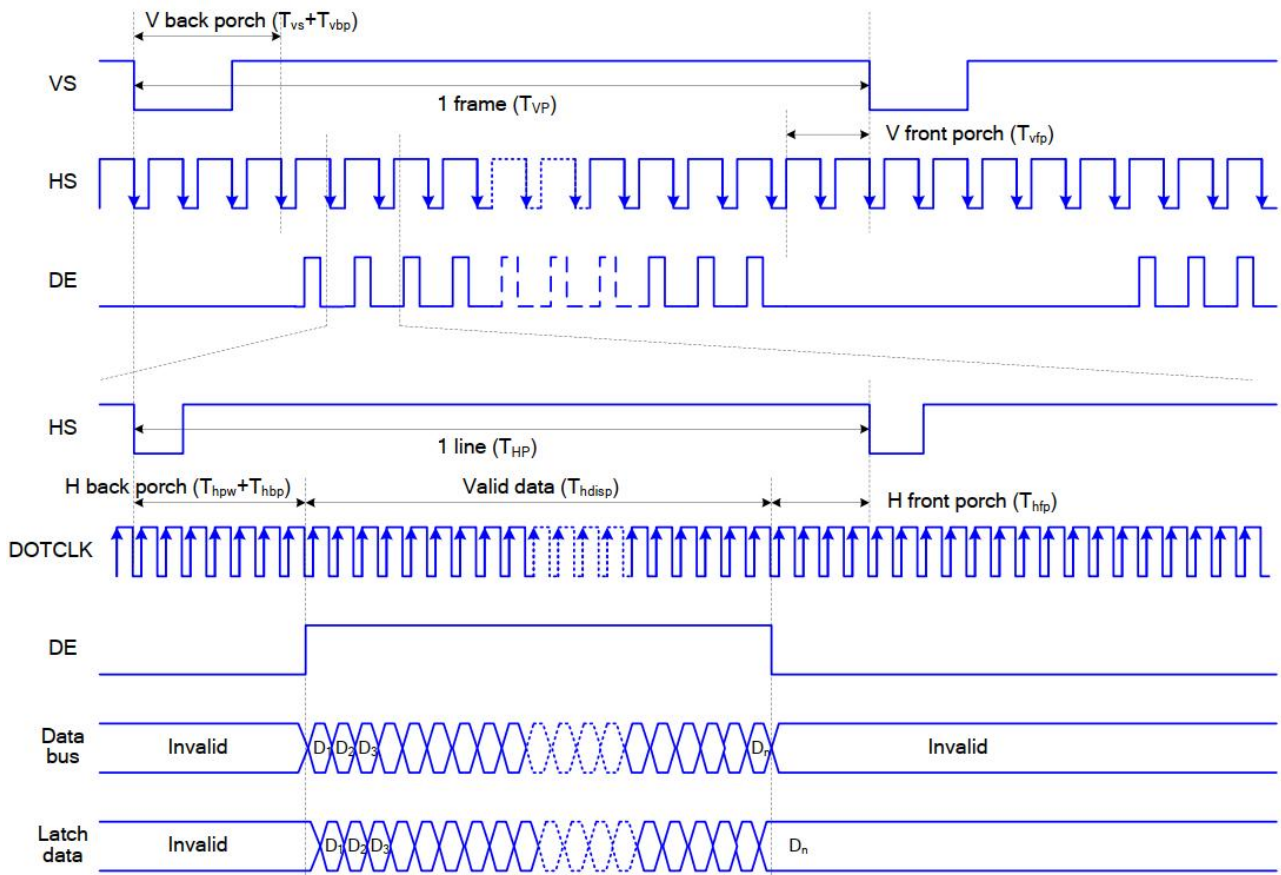 V back porch (Tvs+Tvbp)
VS
1 frame (TVP)
V front porch (Tvfp)
HS
DE
HS
1 line (THP)
H back porch (Thpw+Thbp)
Valid data (Thdisp)
H front porch (Thfp)
DOTCLK
DE
Data
bus
Invalid
D1 D2 D3
Dn
Invalid
Latch
data
Invalid
D1 D2 D3
Dn